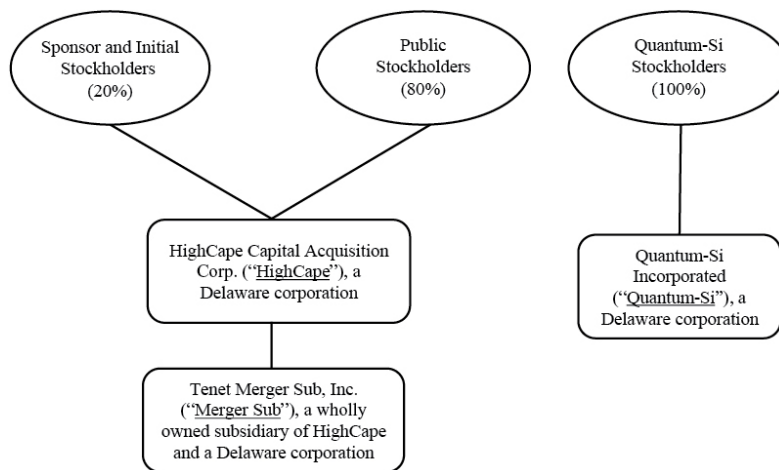 Sponsor and Initial
Stockholders
(20%)
Public
Stockholders
(80%)
Quantum-Si
Stockholders
(100%)
HighCape Capital Acquisition
Corp. (“HighCape”), a
Delaware corporation
Quantum-Si
Incorporated
(“Quantum-Si”), a
Delaware corporation
Tenet Merger Sub, Inc.
(“Merger Sub”), a wholly
owned subsidiary of HighCape
and a Delaware corporation